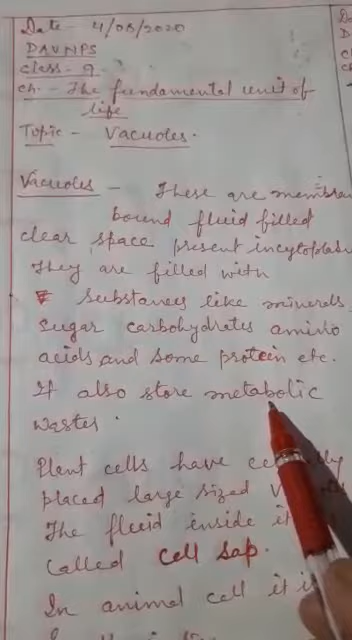 Date - 4/08/2020
DAVNPS
Class - 9
Ch. - The fundamental unit of
life
Topic - Vacuoles.
Vacuoles - These are membran
bound fluid filled
clear space present in cytoplasm
They are filled with
Substances like minerals
sugar carbohydrates amino
acids, and some protein etc.
It also store metabolic
wastes.
Plant cells have
placed large sized
The fluid inside it
called cell sap.
In animal cell it is